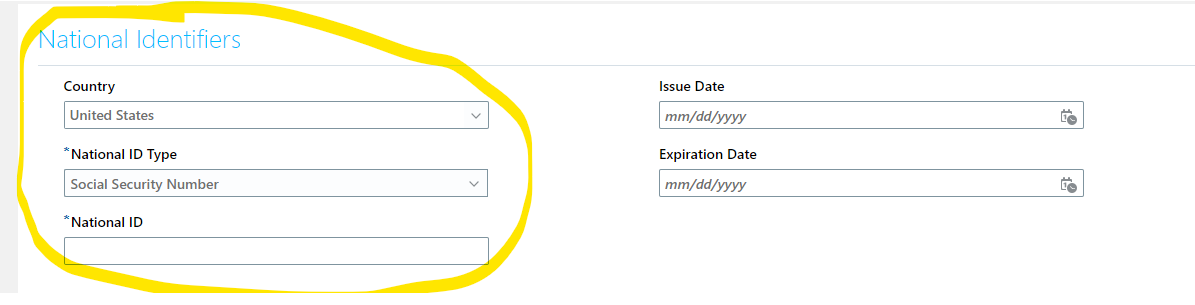 National Identifiers
Country
United States
*National ID Type
Social Security Number
*National ID
Issue Date
mm/dd/yyyy
Expiration Date
mm/dd/yyyy